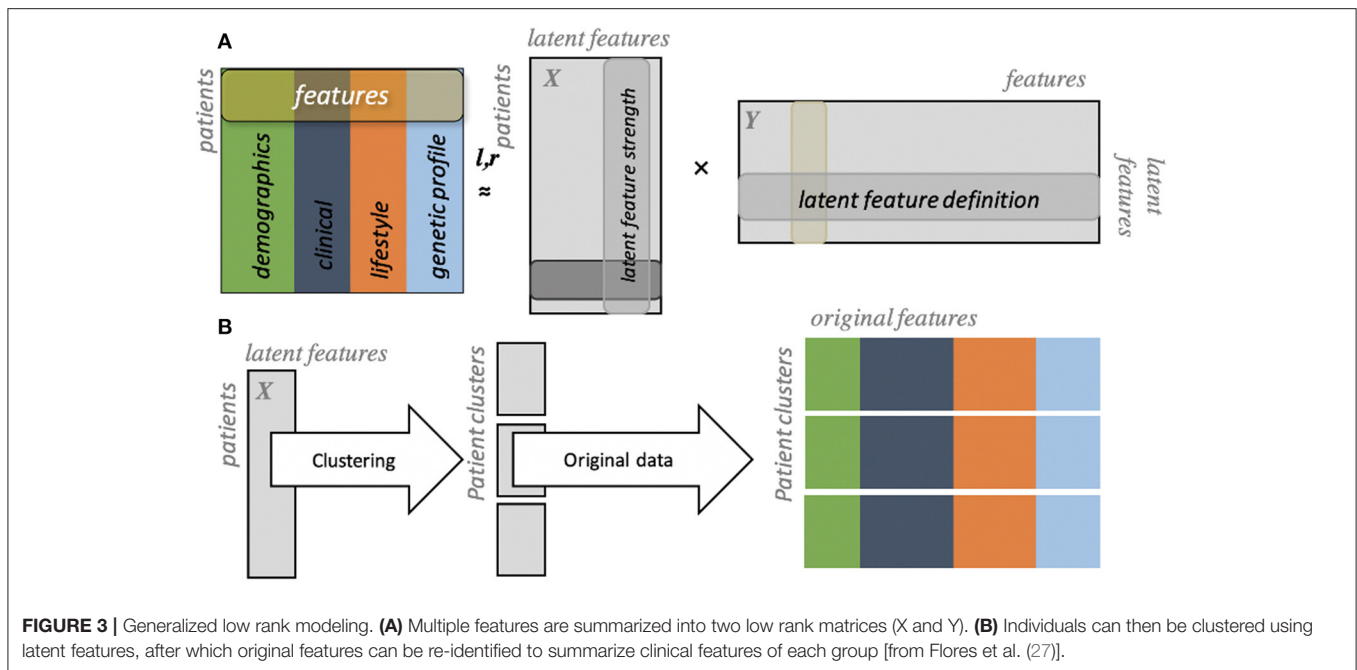 A
latent features
patients
features
demographics
clinical
lifestyle
genetic profile
l,r
≈
patients
X
latent feature strength
×
features
Y
latent feature definition
latent
features
B
latent features
patients
X
Clustering
Patient clusters
Original data
original features
Patient clusters
FIGURE 3 | Generalized low rank modeling. (A) Multiple features are summarized into two low rank matrices (X and Y). (B) Individuals can then be clustered using
latent features, after which original features can be re-identified to summarize clinical features of each group [from Flores et al. (27)].